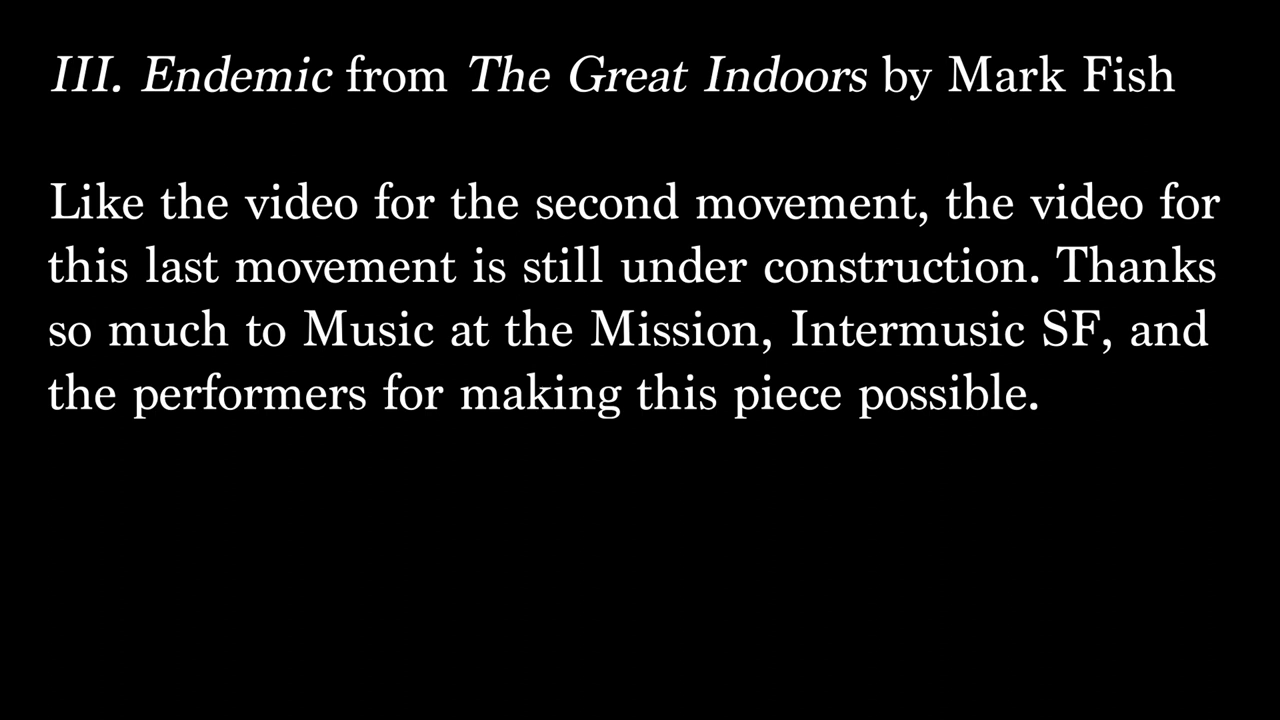 III. Endemic from The Great Indoors by Mark Fish
Like the video for the second movement, the video for
this last movement is still under construction. Thanks
so much to Music at the Mission, Intermusic SF, and
the performers for making this piece possible.